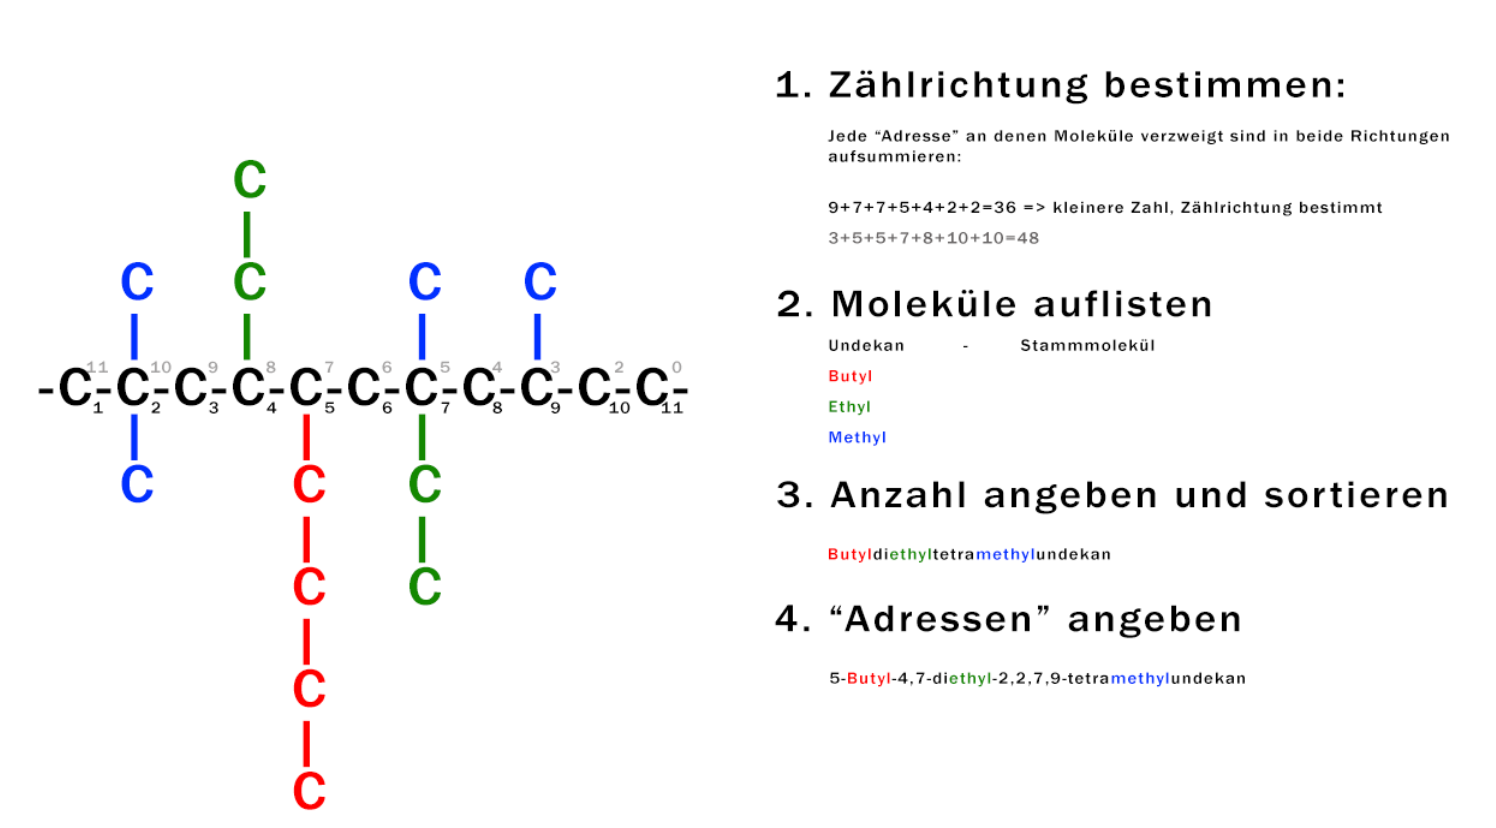 C
C
C C C C
11 10 9 8 7 6 5 4 3 2 0
-C-C-C-C-C-C-C-C-C-C-C-
1 2 3 4 5 6 7 8 9 10 11
C C C
C C
C
C
1. Zählrichtung bestimmen:
Jede “Adresse” an denen Moleküle verzweigt sind in beide Richtungen
aufsummieren:
9+7+7+5+4+2+2=36 => kleinere Zahl, Zählrichtung bestimmt
3+5+5+7+8+10+10=48
2. Moleküle auflisten
Undekan - Stammmolekül
Butyl
Ethyl
Methyl
3. Anzahl angeben und sortieren
Butyldiethyltetramethylundekan
4. “Adressen” angeben
5-Butyl-4,7-diethyl-2,2,7,9-tetramethylundekan